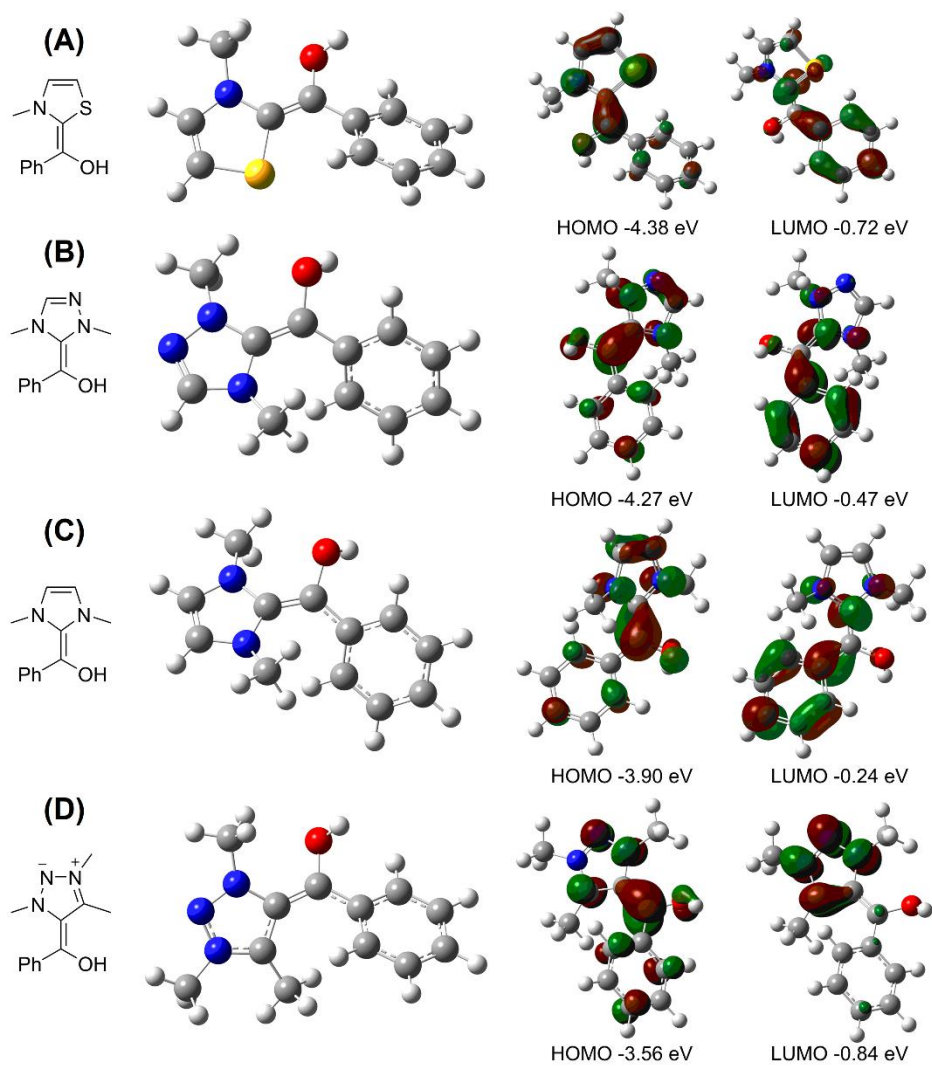 (A)
N
S
Ph
OH
HOMO -4.38 eV
LUMO -0.72 eV
(B)
N
N
N
Ph
OH
HOMO -4.27 eV
LUMO -0.47 eV
(C)
N
N
Ph
OH
HOMO -3.90 eV
LUMO -0.24 eV
(D)
− +
N
N
N
Ph
OH
HOMO -3.56 eV
LUMO -0.84 eV